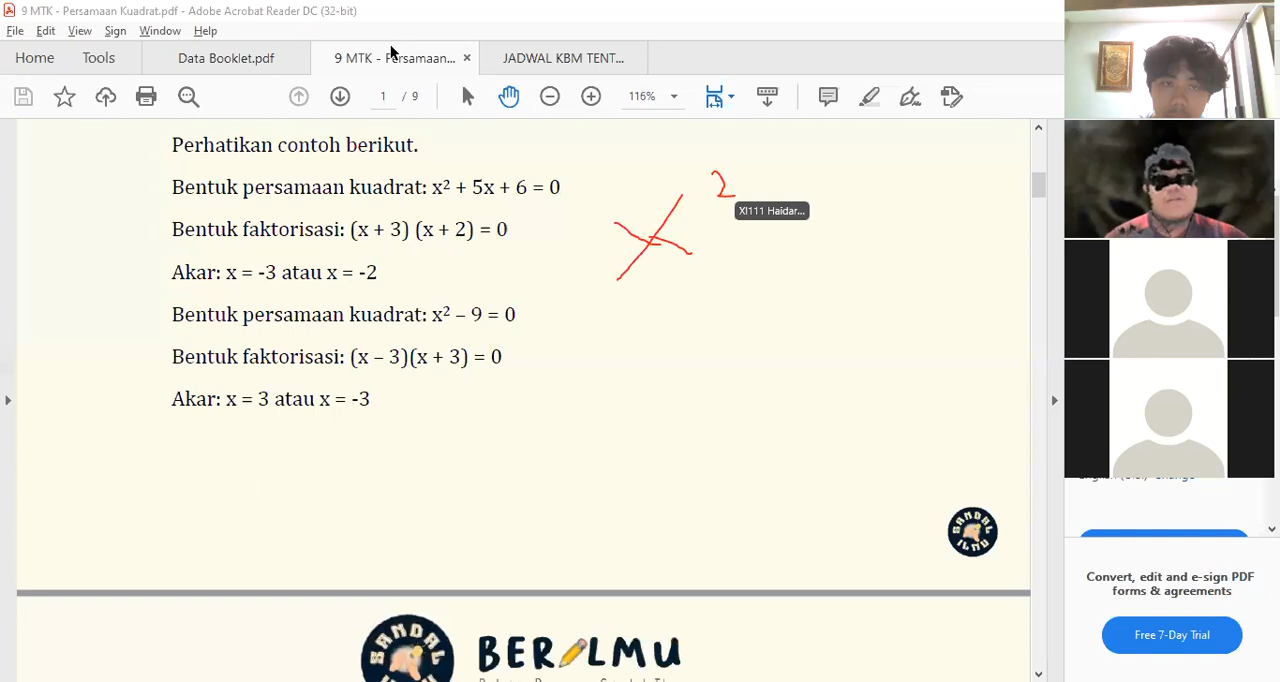 9 MTK - Persamaan Kuadrat.pdf - Adobe Acrobat Reader DC (32-bit)
File Edit View Sign Window Help
Home Tools Data Booklet.pdf 9 MTK - Persamaan... × JADWAL KBM TENT...
1 / 9 116%
Perhatikan contoh berikut.
Bentuk persamaan kuadrat: x² + 5x + 6 = 0
Bentuk faktorisasi: (x + 3) (x + 2) = 0
Akar: x = -3 atau x = -2
Bentuk persamaan kuadrat: x² – 9 = 0
Bentuk faktorisasi: (x – 3)(x + 3) = 0
Akar: x = 3 atau x = -3
x 2
XI111 Haidar...
SANDAL
ILMU
SANDAL
BERILMU
Convert, edit and e-sign PDF
forms & agreements
Free 7-Day Trial